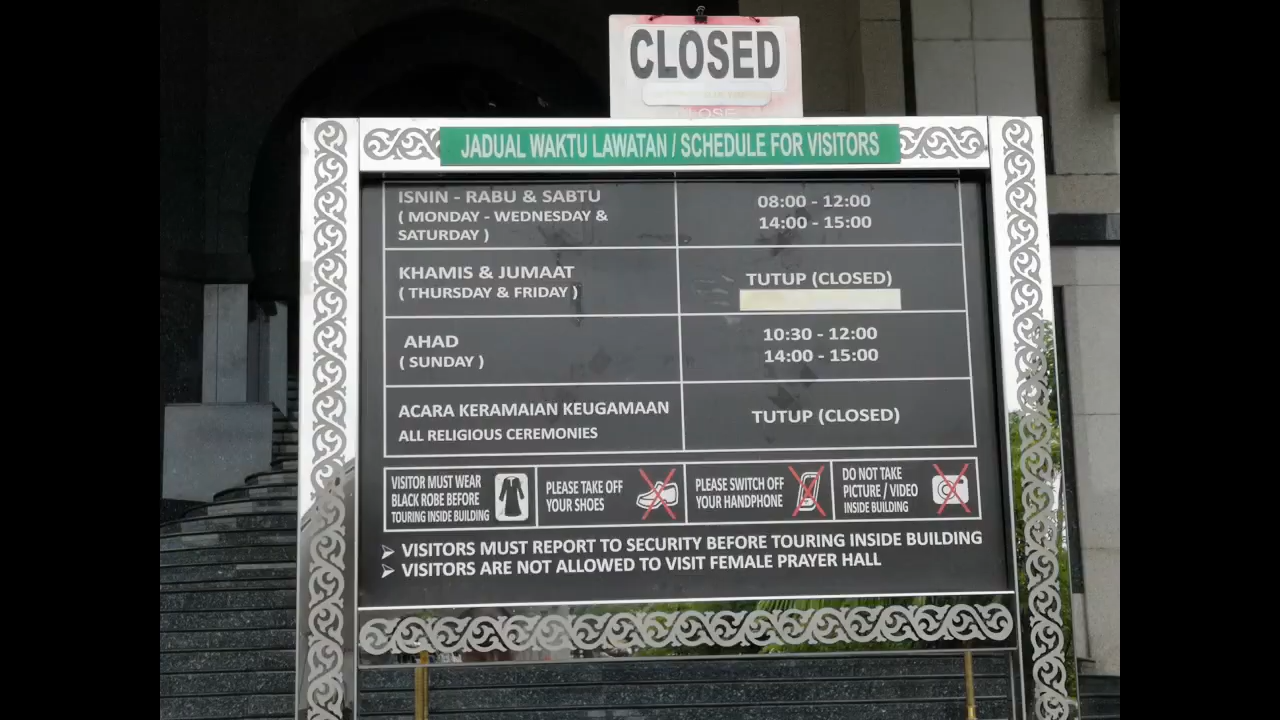 CLOSED
JADUAL WAKTU LAWATAN / SCHEDULE FOR VISITORS
ISNIN - RABU & SABTU
( MONDAY - WEDNESDAY &
SATURDAY )
08:00 - 12:00
14:00 - 15:00
KHAMIS & JUMAAT
( THURSDAY & FRIDAY )
TUTUP (CLOSED)
AHAD
( SUNDAY )
10:30 - 12:00
14:00 - 15:00
ACARA KERAMAIAN KEUGAMAAN
ALL RELIGIOUS CEREMONIES
TUTUP (CLOSED)
VISITOR MUST WEAR
BLACK ROBE BEFORE
TOURING INSIDE BUILDING
PLEASE TAKE OFF
YOUR SHOES
PLEASE SWITCH OFF
YOUR HANDPHONE
DO NOT TAKE
PICTURE / VIDEO
INSIDE BUILDING
➢ VISITORS MUST REPORT TO SECURITY BEFORE TOURING INSIDE BUILDING
➢ VISITORS ARE NOT ALLOWED TO VISIT FEMALE PRAYER HALL